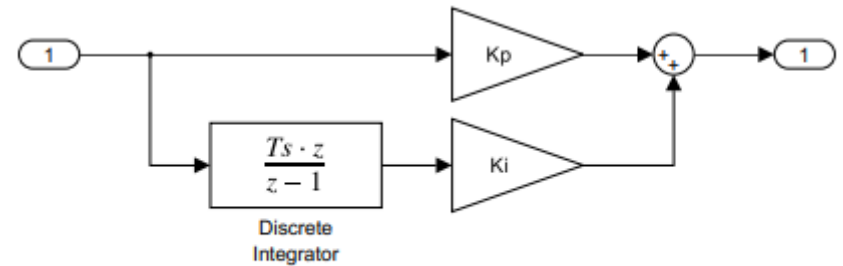 1
Kp
+
+
1
Ts · z
z − 1
Ki
Discrete
Integrator